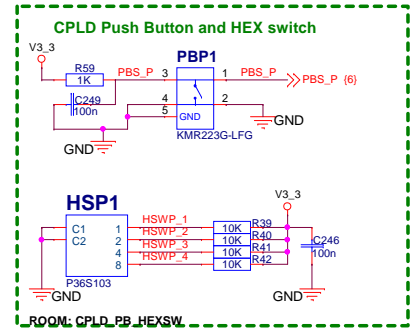 CPLD Push Button and HEX switch
V3_3
PBP1
R59
1K
PBS_P 3
1 PBS_P
PBS_P {6}
C249
100n
4
5
GND
2
GND
KMR223G-LFG
GND
HSP1
V3_3
C1
C2
1
2
4
8
HSWP_1
HSWP_2
HSWP_3
HSWP_4
10K
10K
10K
10K
R39
R40
R41
R42
C246
100n
P36S103
GND
GND
ROOM: CPLD_PB_HEXSW